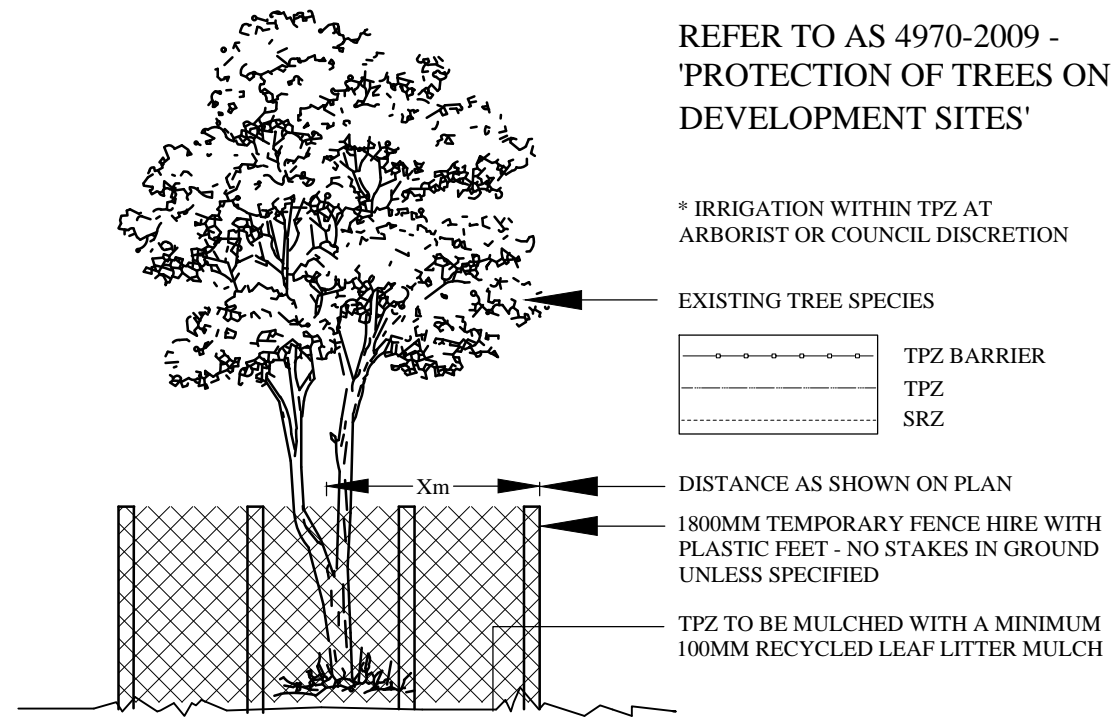 REFER TO AS 4970-2009 -
'PROTECTION OF TREES ON
DEVELOPMENT SITES'
* IRRIGATION WITHIN TPZ AT
ARBORIST OR COUNCIL DISCRETION
EXISTING TREE SPECIES
TPZ BARRIER
TPZ
SRZ
Xm
DISTANCE AS SHOWN ON PLAN
1800MM TEMPORARY FENCE HIRE WITH
PLASTIC FEET - NO STAKES IN GROUND
UNLESS SPECIFIED
TPZ TO BE MULCHED WITH A MINIMUM
100MM RECYCLED LEAF LITTER MULCH